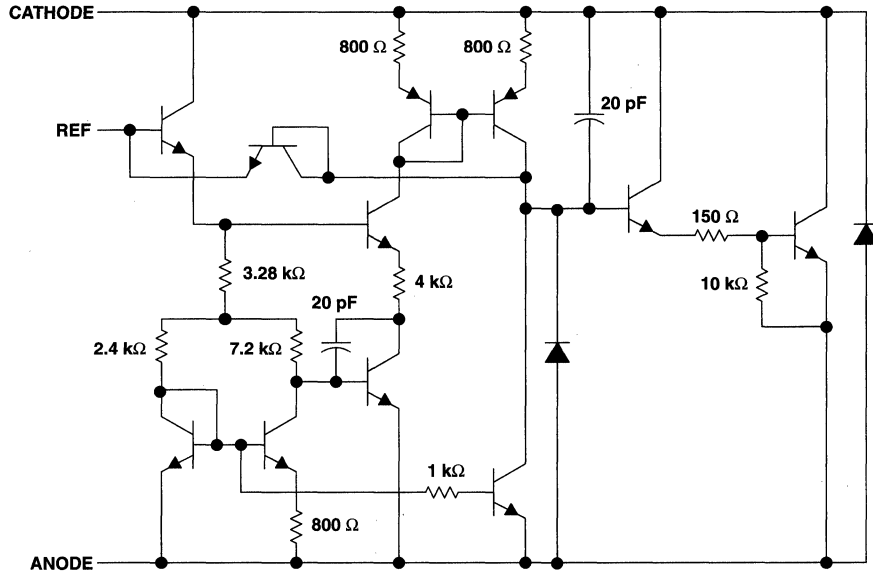 CATHODE
800 Ω
800 Ω
20 pF
REF
150 Ω
3.28 kΩ
4 kΩ
10 kΩ
20 pF
2.4 kΩ
7.2 kΩ
1 kΩ
800 Ω
ANODE